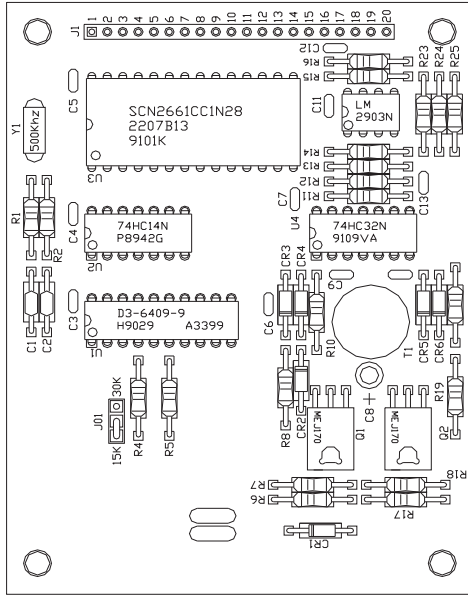 J1 1 2 3 4 5 6 7 8 9 10 11 12 13 14 15 16 17 18 19 20
C12
R16
R15
R23 R24 R25
C5
SCN2661CC1N28
2207B13
9101K
U3
C11
LM
2903N
Y1
500Khz
R14
R13
R12
R11
C13
C7
U4
R1
R2
C4
74HC14N
P8942G
U2
74HC32N
9109VA
CR3 CR4
C9
C3
D3-6409-9
H9029 A3399
U1
C6
R10
T1
CR5 CR6
C1 C2
30K
J01
15K
R4 R5
R8 CR2
C8
R19
MEJ170
Q1
MEJ170
Q2
R7
R6
R18
R17
CR1